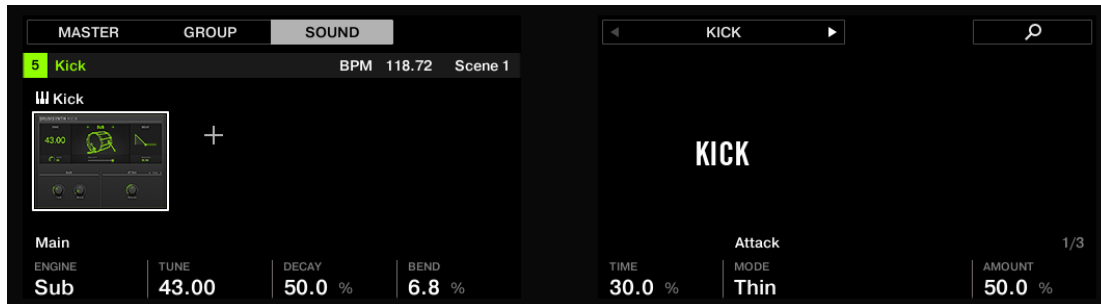 MASTER GROUP SOUND
5 Kick BPM 118.72 Scene 1
Kick
43.00
Main
ENGINE TUNE DECAY BEND
Sub 43.00 50.0 % 6.8 %
KICK
KICK
Attack 1/3
TIME MODE AMOUNT
30.0 % Thin 50.0 %